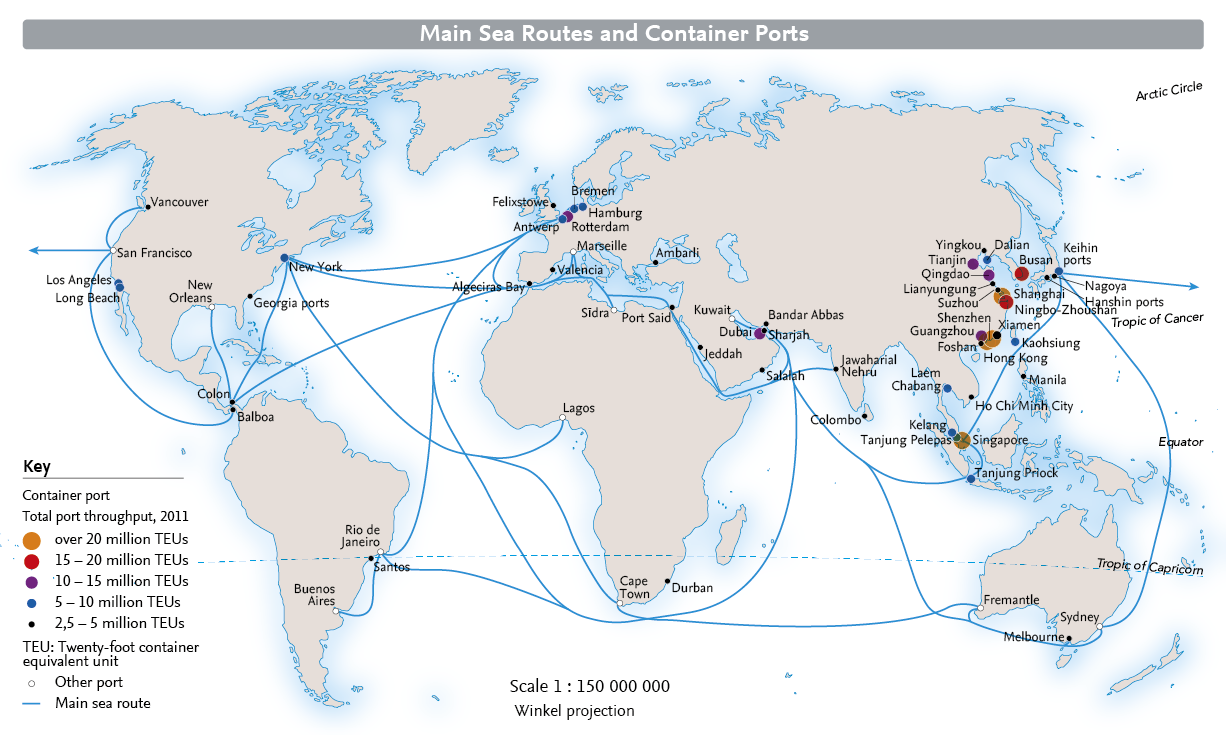 Main Sea Routes and Container Ports
Arctic Circle
Vancouver
San Francisco
Los Angeles
Long Beach
New
Orleans
New York
Georgia ports
Colon
Balboa
Rio de
Janeiro
Santos
Buenos
Aires
Felixstowe
Bremen
Hamburg
Antwerp
Rotterdam
Marseille
Valencia
Algeciras Bay
Ambarli
Sidra
Port Said
Kuwait
Bandar Abbas
Dubai
Sharjah
Jeddah
Salalah
Jawaharial
Nehru
Colombo
Lagos
Cape
Town
Durban
Yingkou
Dalian
Tianjin
Busan
Keihin
ports
Qingdao
Lianyungung
Nagoya
Hanshin ports
Suzhou
Shanghai
Ningbo-Zhoushan
Shenzhen
Xiamen
Guangzhou
Foshan
Kaohsiung
Hong Kong
Tropic of Cancer
Laem
Chabang
Manila
Ho Chi Minh City
Kelang
Tanjung Pelepas
Singapore
Tanjung Priock
Equator
Tropic of Capricorn
Fremantle
Sydney
Melbourne
Key
Container port
Total port throughput, 2011
over 20 million TEUs
15 – 20 million TEUs
10 – 15 million TEUs
5 – 10 million TEUs
2,5 – 5 million TEUs
TEU: Twenty-foot container
equivalent unit
Other port
Main sea route
Scale 1 : 150 000 000
Winkel projection